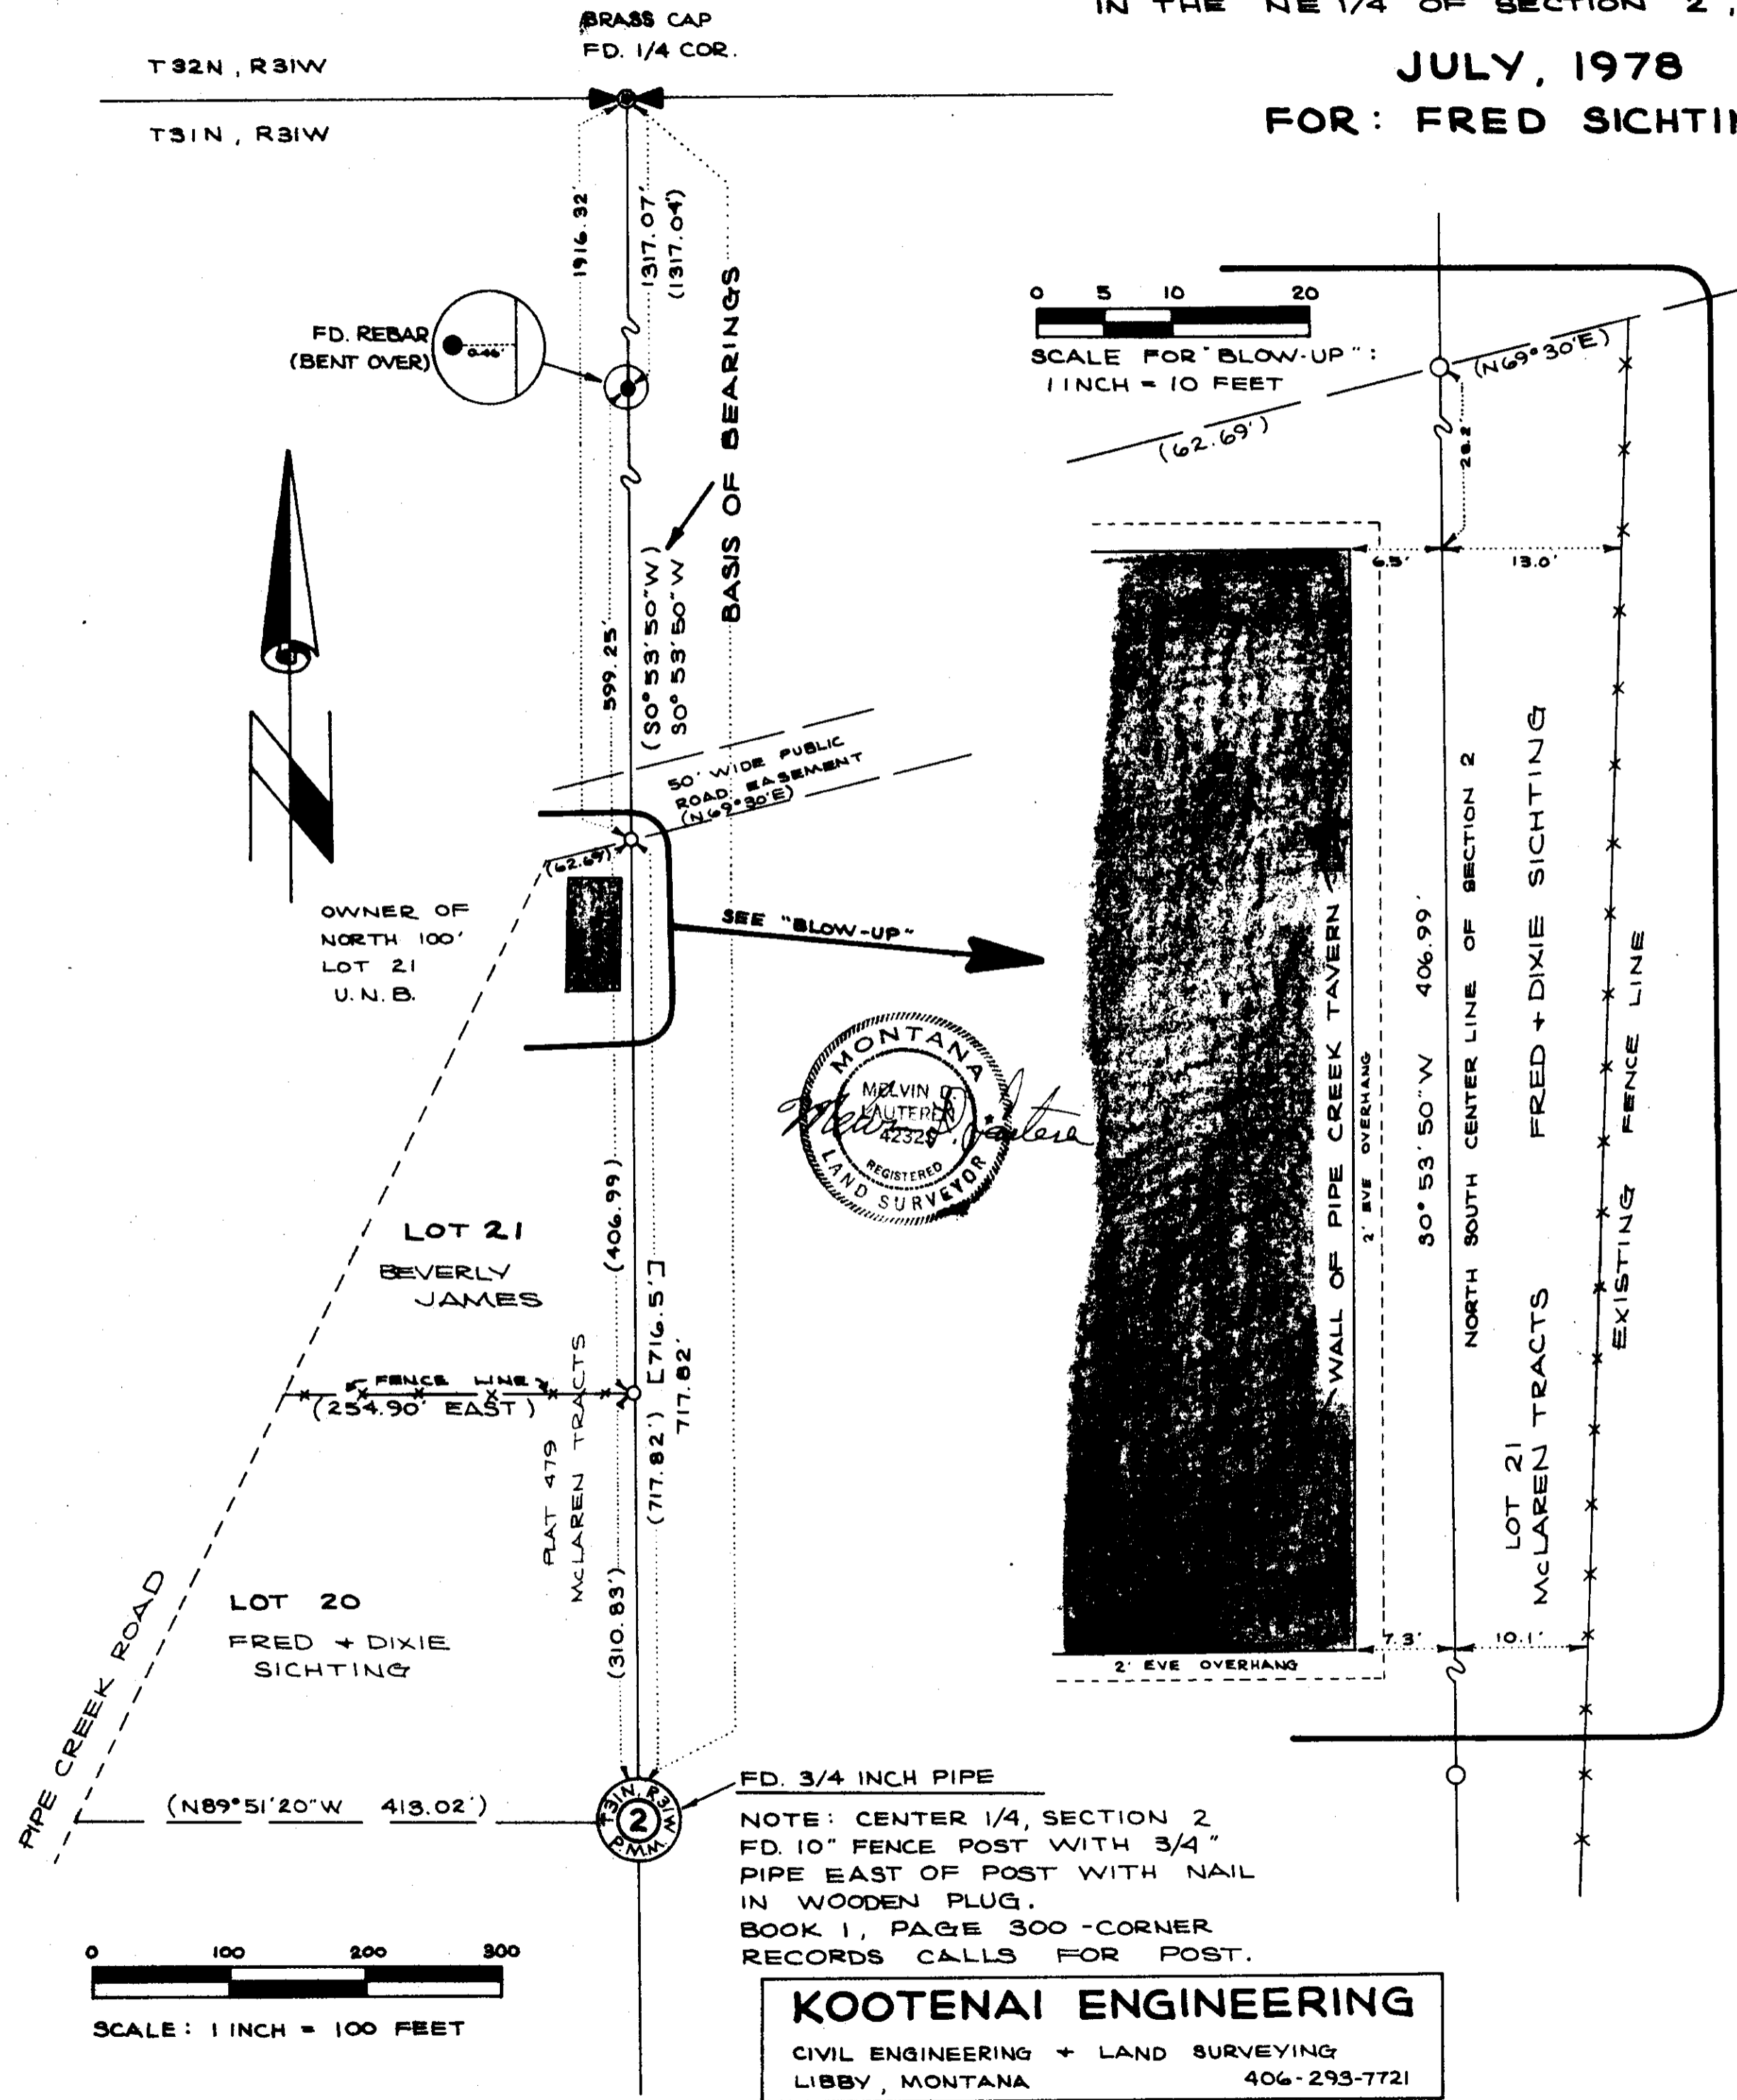 IN THE NE 1/4 OF SECTION 2,
JULY, 1978
FOR: FRED
BRASS CAP
FD. 1/4 COR.
T32N, R31W
T31N, R31W
1916.32'
1317.07'
(1317.04')
BASIS OF BEARINGS
FD. REBAR
(BENT OVER)
0.46'
599.25'
(S0°53'50"W)
S0°53'50"W
50' WIDE PUBLIC
ROAD EASEMENT
(N69°30'E)
(62.69')
N
OWNER OF
NORTH 100'
LOT 21
U.N.B.
SEE "BLOW-UP"
(406.99')
LOT 21
BEVERLY
JAMES
FENCE LINE
(254.90' EAST)
PLAT 479
McLAREN TRACTS
(717.82') [716.5']
717.82'
(310.83')
LOT 20
FRED + DIXIE
SICHTING
PIPE CREEK ROAD
(N89°51'20"W 413.02')
T31N, R31W
2
P.M.M.
FD. 3/4 INCH PIPE
NOTE: CENTER 1/4, SECTION 2
FD. 10" FENCE POST WITH 3/4"
PIPE EAST OF POST WITH NAIL
IN WOODEN PLUG.
BOOK 1, PAGE 300 -CORNER
RECORDS CALLS FOR POST.
0 100 200 300
SCALE: 1 INCH = 100 FEET
KOOTENAI ENGINEERING
CIVIL ENGINEERING + LAND SURVEYING
LIBBY, MONTANA 406-293-7721
MONTANA
MELVIN D.
LAUTEREN
REGISTERED
LAND SURVEYOR
0 5 10 20
SCALE FOR "BLOW-UP":
1 INCH = 10 FEET
(N69°30'E)
(62.69')
6.5'
13.0'
WALL OF PIPE CREEK TAVERN
2' EVE OVERHANG
S0°53'50"W 406.99'
NORTH SOUTH CENTER LINE OF SECTION 2
FRED + DIXIE SICHTING
LOT 21
McLAREN TRACTS
EXISTING FENCE LINE
7.3'
10.1'
2' EVE OVERHANG